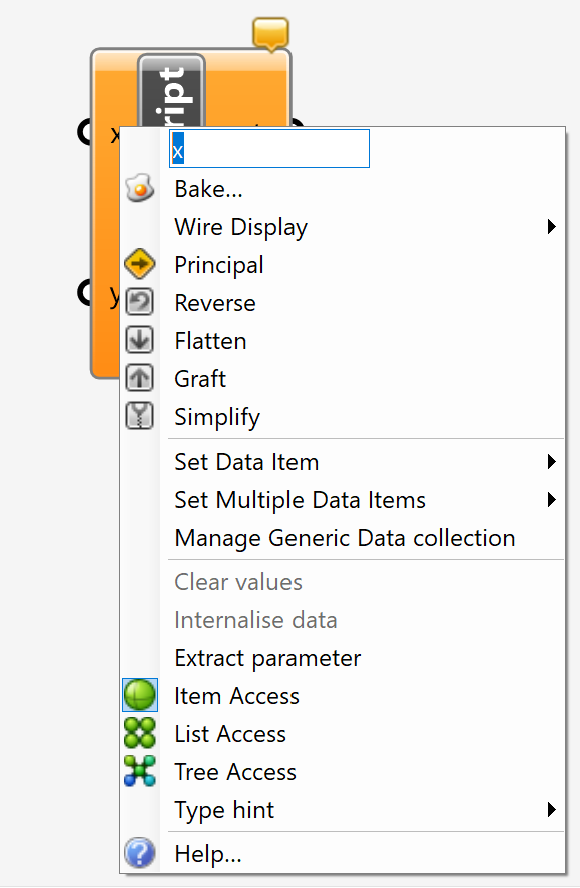 x
x
Bake...
Wire Display
Principal
Reverse
y
Flatten
Graft
Simplify
Set Data Item
Set Multiple Data Items
Manage Generic Data collection
Clear values
Internalise data
Extract parameter
Item Access
List Access
Tree Access
Type hint
Help...